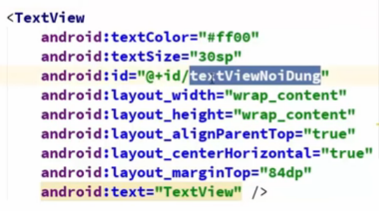 <TextView
android:textColor="#ff00"
android:textSize="30sp"
android:id="@+id/textViewNoiDung"
android:layout_width="wrap_content"
android:layout_height="wrap_content"
android:layout_alignParentTop="true"
android:layout_centerHorizontal="true"
android:layout_marginTop="84dp"
android:text="TextView" />